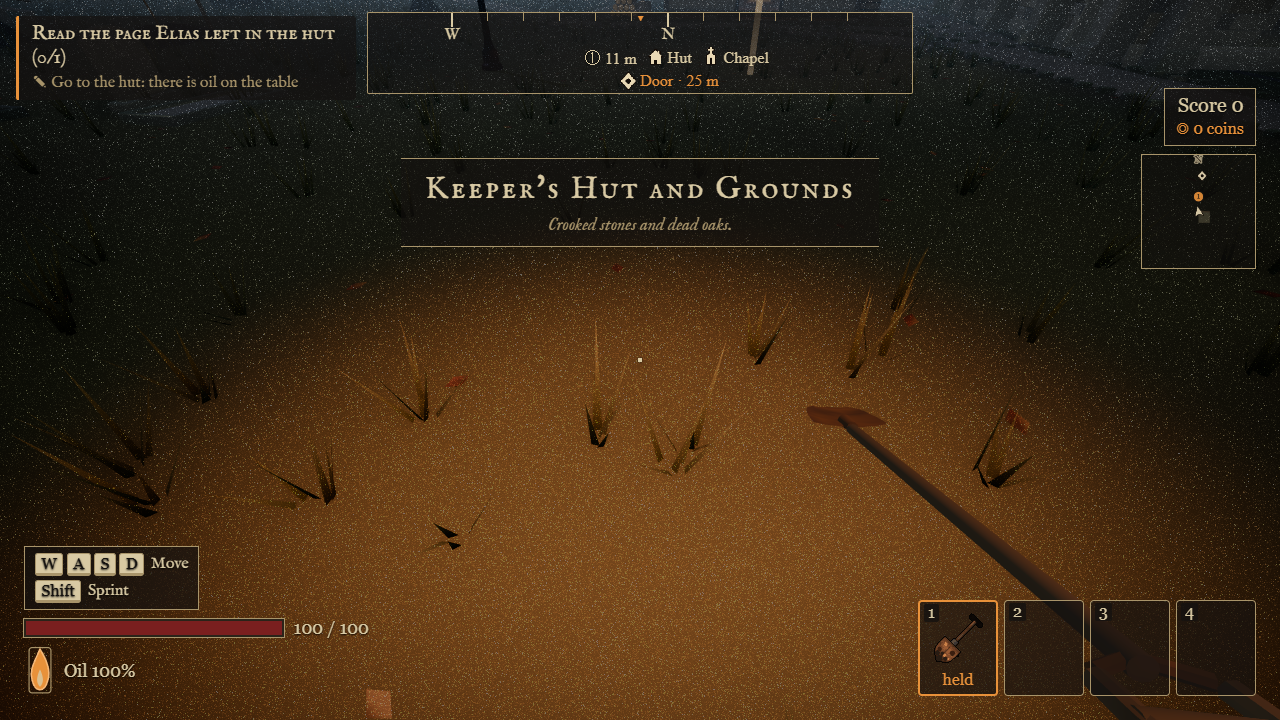 Read the page Elias left in the hut
(0/1)
Go to the hut: there is oil on the table
W N
1 11 m Hut Chapel
Door · 25 m
Score 0
0 coins
1
Keeper's Hut and Grounds
Crooked stones and dead oaks.
W A S D Move
Shift Sprint
100 / 100
Oil 100%
1 2 3 4
held